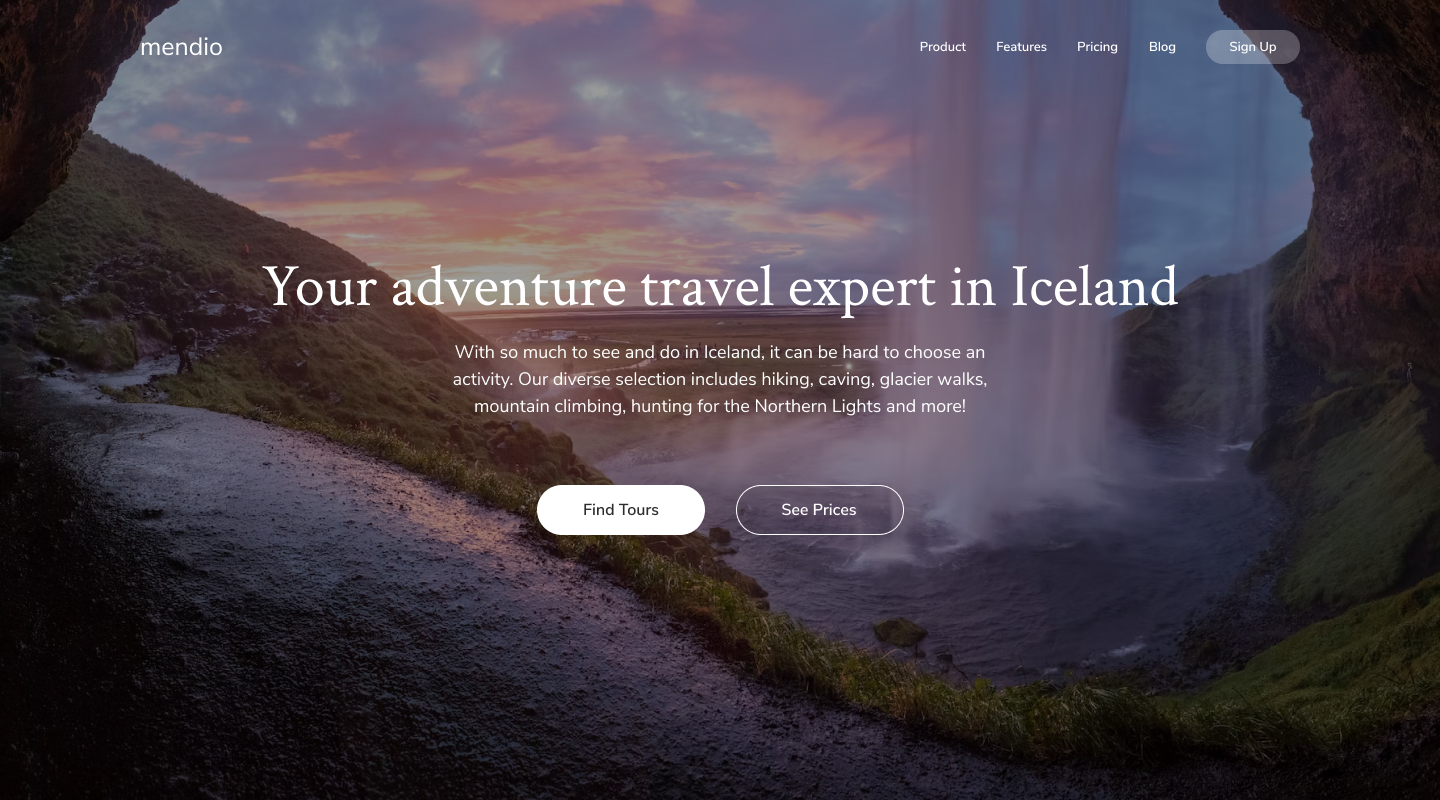 mendio
Product
Features
Pricing
Blog
Sign Up
Your adventure travel expert in Iceland
With so much to see and do in Iceland, it can be hard to choose an
activity. Our diverse selection includes hiking, caving, glacier walks,
mountain climbing, hunting for the Northern Lights and more!
Find Tours
See Prices